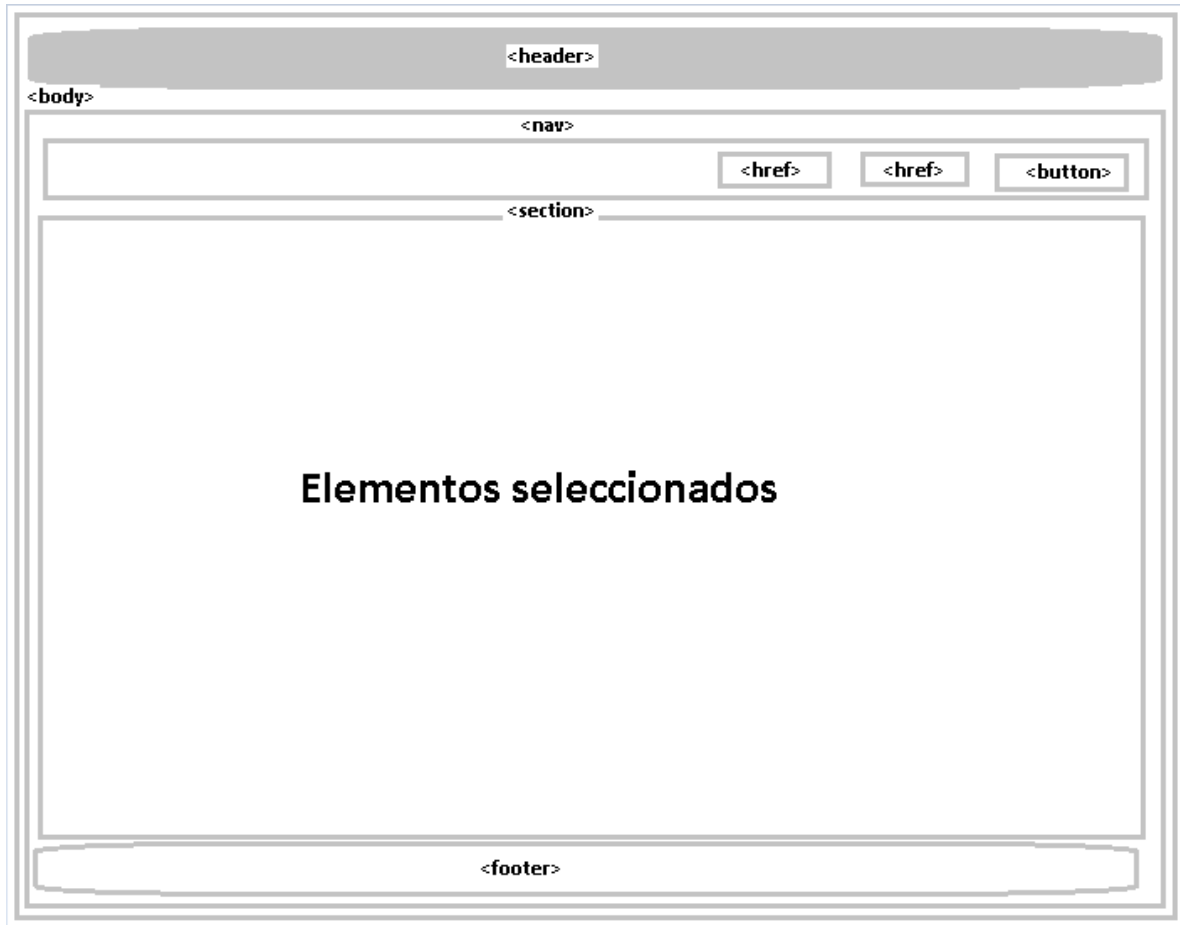 <header>
<body>
<nav>
<href> <href> <button>
<section>
Elementos seleccionados
<footer>